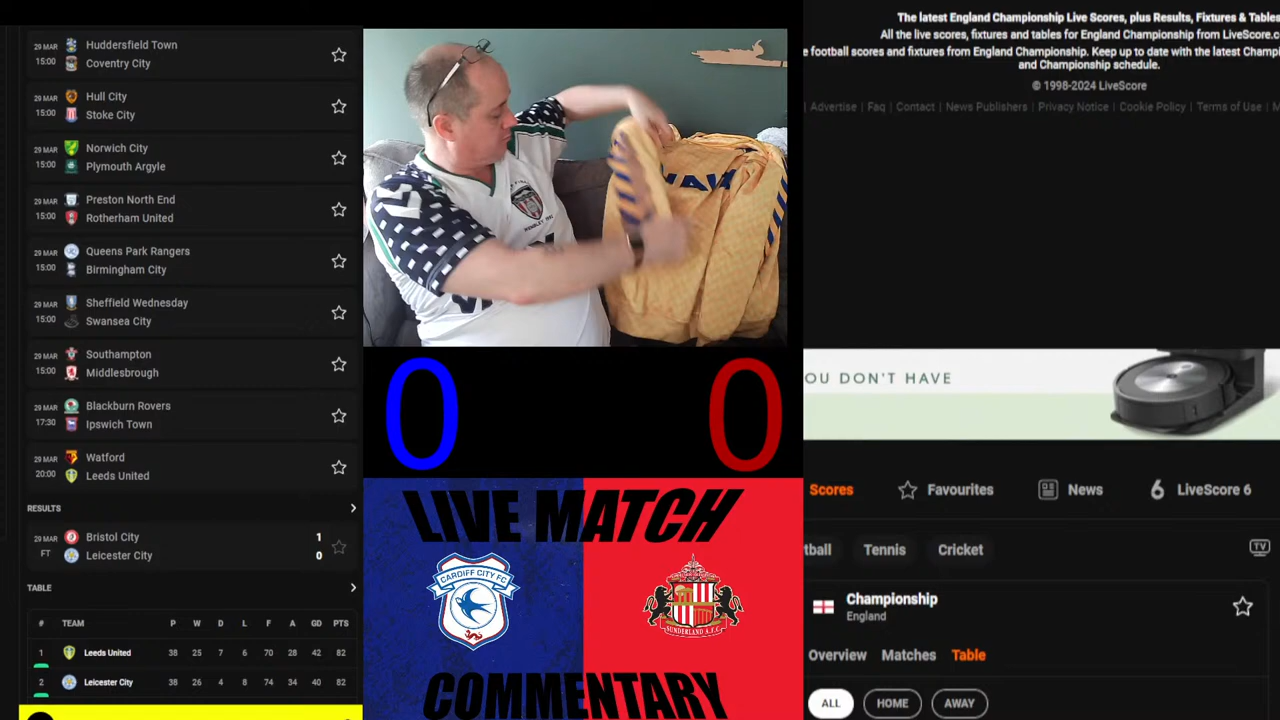 29 MAR
15:00
Huddersfield Town
Coventry City
29 MAR
15:00
Hull City
Stoke City
29 MAR
15:00
Norwich City
Plymouth Argyle
29 MAR
15:00
Preston North End
Rotherham United
29 MAR
15:00
Queens Park Rangers
Birmingham City
29 MAR
15:00
Sheffield Wednesday
Swansea City
29 MAR
15:00
Southampton
Middlesbrough
29 MAR
17:30
Blackburn Rovers
Ipswich Town
29 MAR
20:00
Watford
Leeds United
RESULTS
29 MAR
FT
Bristol City 1
Leicester City 0
TABLE
# TEAM P W D L F A GD PTS
1 Leeds United 38 25 7 6 70 28 42 82
2 Leicester City 38 26 4 8 74 34 40 82
0 0
LIVE MATCH
CARDIFF CITY FC
SUNDERLAND A.F.C
COMMENTARY
The latest England Championship Live Scores, plus Results, Fixtures & Tables
All the live scores, fixtures and tables for England Championship from LiveScore.c
e football scores and fixtures from England Championship. Keep up to date with the latest Champi
and Championship schedule.
© 1998-2024 LiveScore
Advertise | Faq | Contact | News Publishers | Privacy Notice | Cookie Policy | Terms of Use |
OU DON'T HAVE
Scores Favourites News 6 LiveScore 6
tball Tennis Cricket TV
Championship
England
Overview Matches Table
ALL HOME AWAY